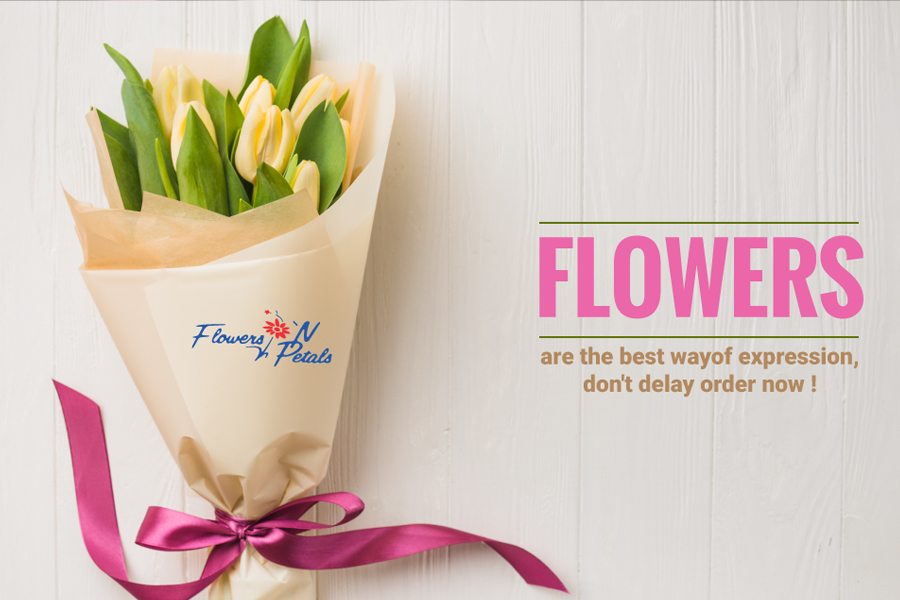 Flowers 'N
Petals
FLOWERS
are the best wayof expression,
don't delay order now !